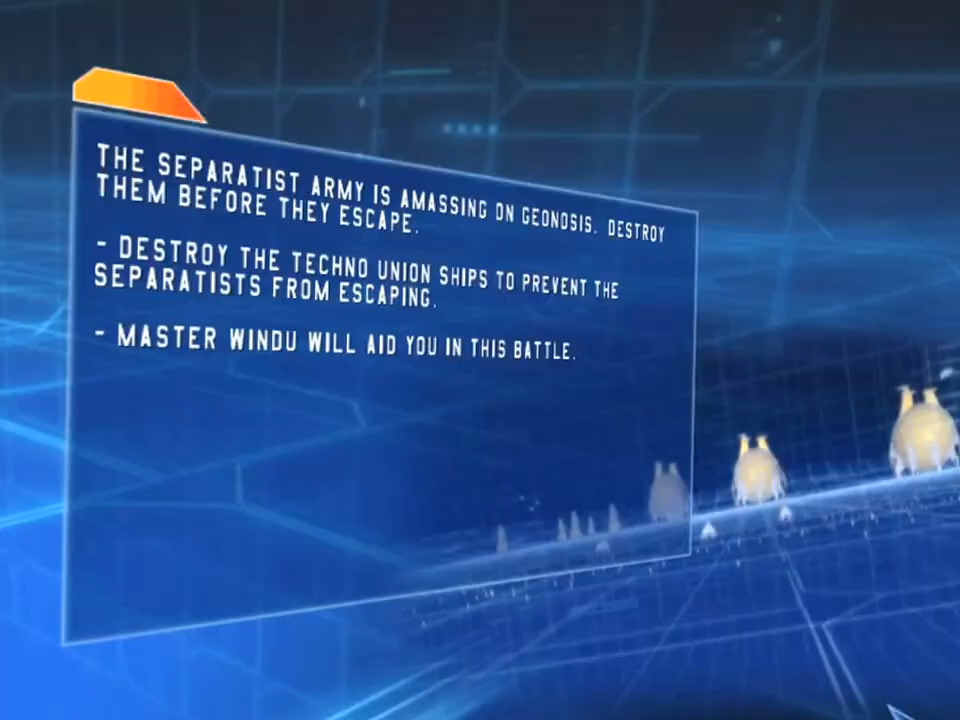 THE SEPARATIST ARMY IS AMASSING ON GEONOSIS. DESTROY
THEM BEFORE THEY ESCAPE.
- DESTROY THE TECHNO UNION SHIPS TO PREVENT THE
SEPARATISTS FROM ESCAPING.
- MASTER WINDU WILL AID YOU IN THIS BATTLE.